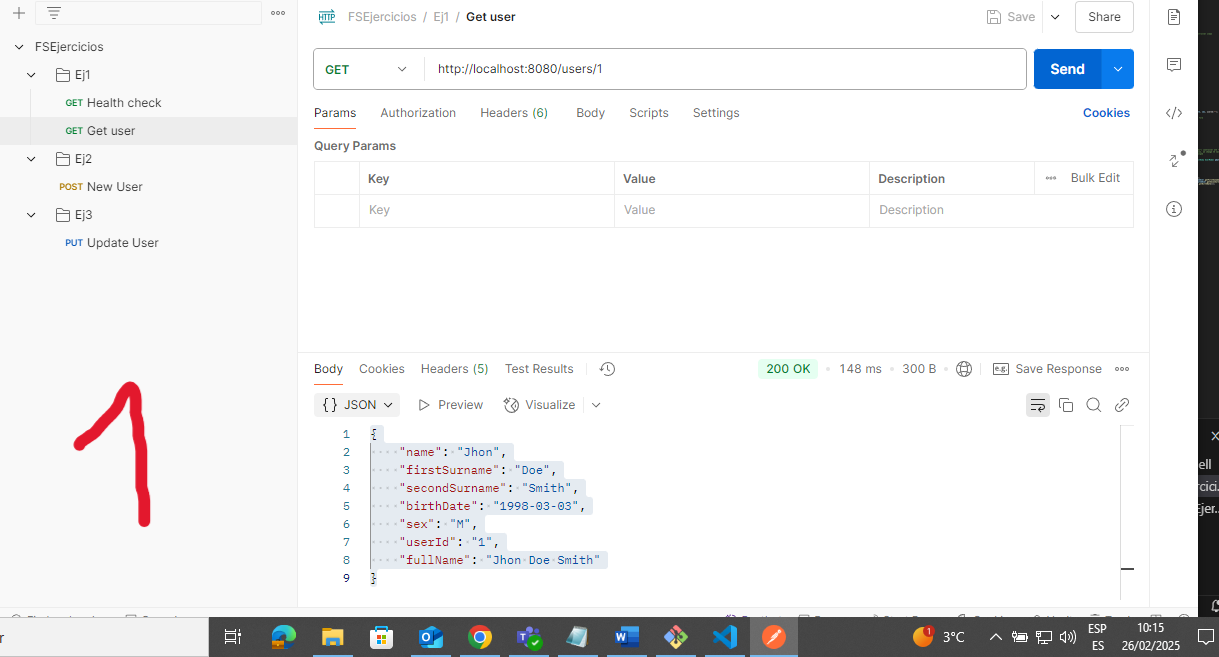 FSEjercicios / Ej1 / Get user
Save
Share
FSEjercicios
Ej1
GET Health check
GET Get user
Ej2
POST New User
Ej3
PUT Update User
GET
http://localhost:8080/users/1
Send
Params Authorization Headers (6) Body Scripts Settings
Cookies
Query Params
Key Value Description Bulk Edit
Key Value Description
Body Cookies Headers (5) Test Results
200 OK • 148 ms • 300 B
Save Response
{} JSON Preview Visualize
1 {
2 "name": "Jhon",
3 "firstSurname": "Doe",
4 "secondSurname": "Smith",
5 "birthDate": "1998-03-03",
6 "sex": "M",
7 "userId": "1",
8 "fullName": "Jhon Doe Smith"
9 }
1
3°C
ESP
ES
10:15
26/02/2025